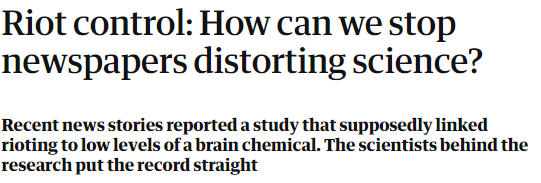 Riot control: How can we stop
newspapers distorting science?
Recent news stories reported a study that supposedly linked
rioting to low levels of a brain chemical. The scientists behind the
research put the record straight